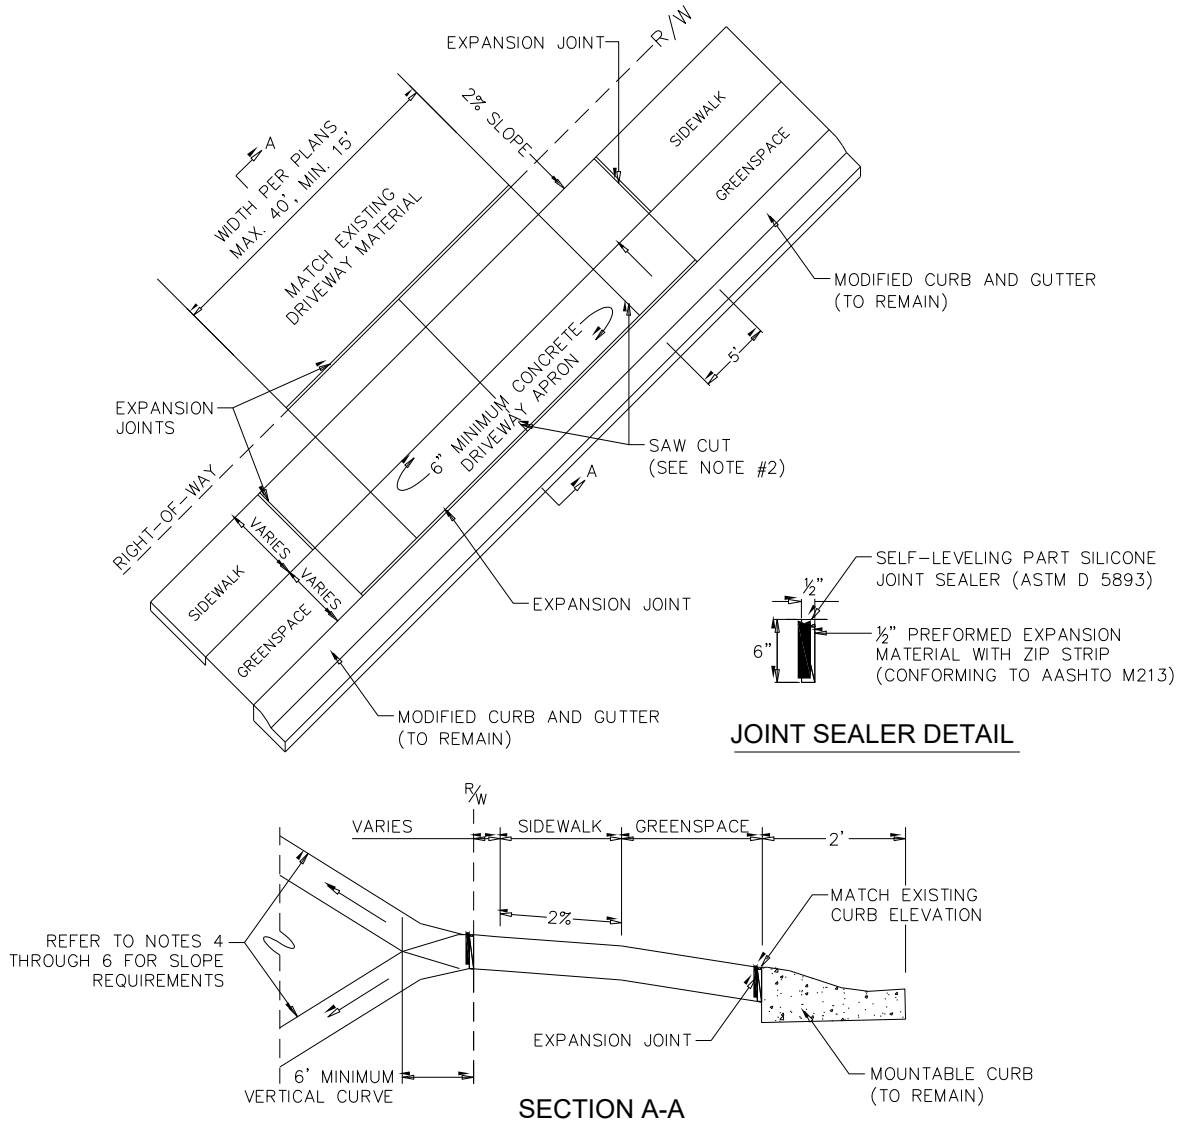 EXPANSION JOINT
R/W
2% SLOPE
SIDEWALK
GREENSPACE
A
WIDTH PER PLANS
MAX. 40', MIN. 15'
MATCH EXISTING
DRIVEWAY MATERIAL
MODIFIED CURB AND GUTTER
(TO REMAIN)
5'
6" MINIMUM CONCRETE
DRIVEWAY APRON
EXPANSION
JOINTS
SAW CUT
(SEE NOTE #2)
A
RIGHT-OF-WAY
VARIES
VARIES
SIDEWALK
GREENSPACE
EXPANSION JOINT
MODIFIED CURB AND GUTTER
(TO REMAIN)
SELF-LEVELING PART SILICONE
JOINT SEALER (ASTM D 5893)
½"
6"
½" PREFORMED EXPANSION
MATERIAL WITH ZIP STRIP
(CONFORMING TO AASHTO M213)
JOINT SEALER DETAIL
R/W
VARIES
SIDEWALK
GREENSPACE
2'
2%
MATCH EXISTING
CURB ELEVATION
REFER TO NOTES 4
THROUGH 6 FOR SLOPE
REQUIREMENTS
EXPANSION JOINT
6' MINIMUM
VERTICAL CURVE
MOUNTABLE CURB
(TO REMAIN)
SECTION A-A